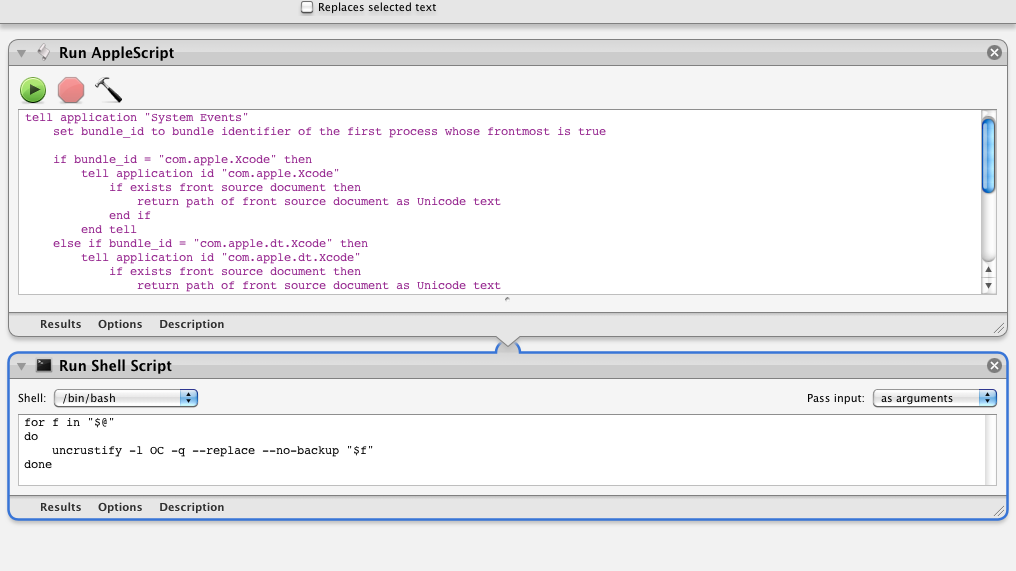 Replaces selected text
Run AppleScript
tell application "System Events"
set bundle_id to bundle identifier of the first process whose frontmost is true
if bundle_id = "com.apple.Xcode" then
tell application id "com.apple.Xcode"
if exists front source document then
return path of front source document as Unicode text
end if
end tell
else if bundle_id = "com.apple.dt.Xcode" then
tell application id "com.apple.dt.Xcode"
if exists front source document then
return path of front source document as Unicode text
Results Options Description
Run Shell Script
Shell: /bin/bash Pass input: as arguments
for f in "$@"
do
uncrustify -l OC -q --replace --no-backup "$f"
done
Results Options Description